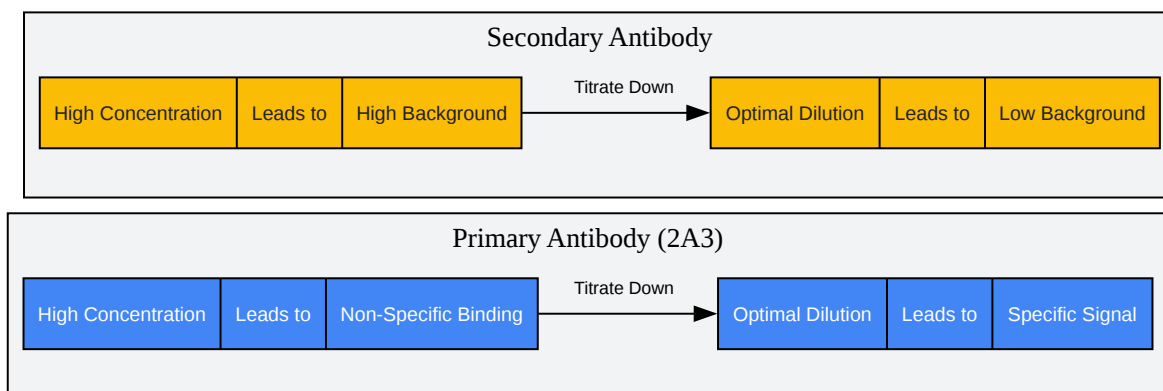 Secondary Antibody
High Concentration Leads to High Background Titrate Down Optimal Dilution Leads to Low Background
Primary Antibody (2A3)
High Concentration Leads to Non-Specific Binding Titrate Down Optimal Dilution Leads to Specific Signal